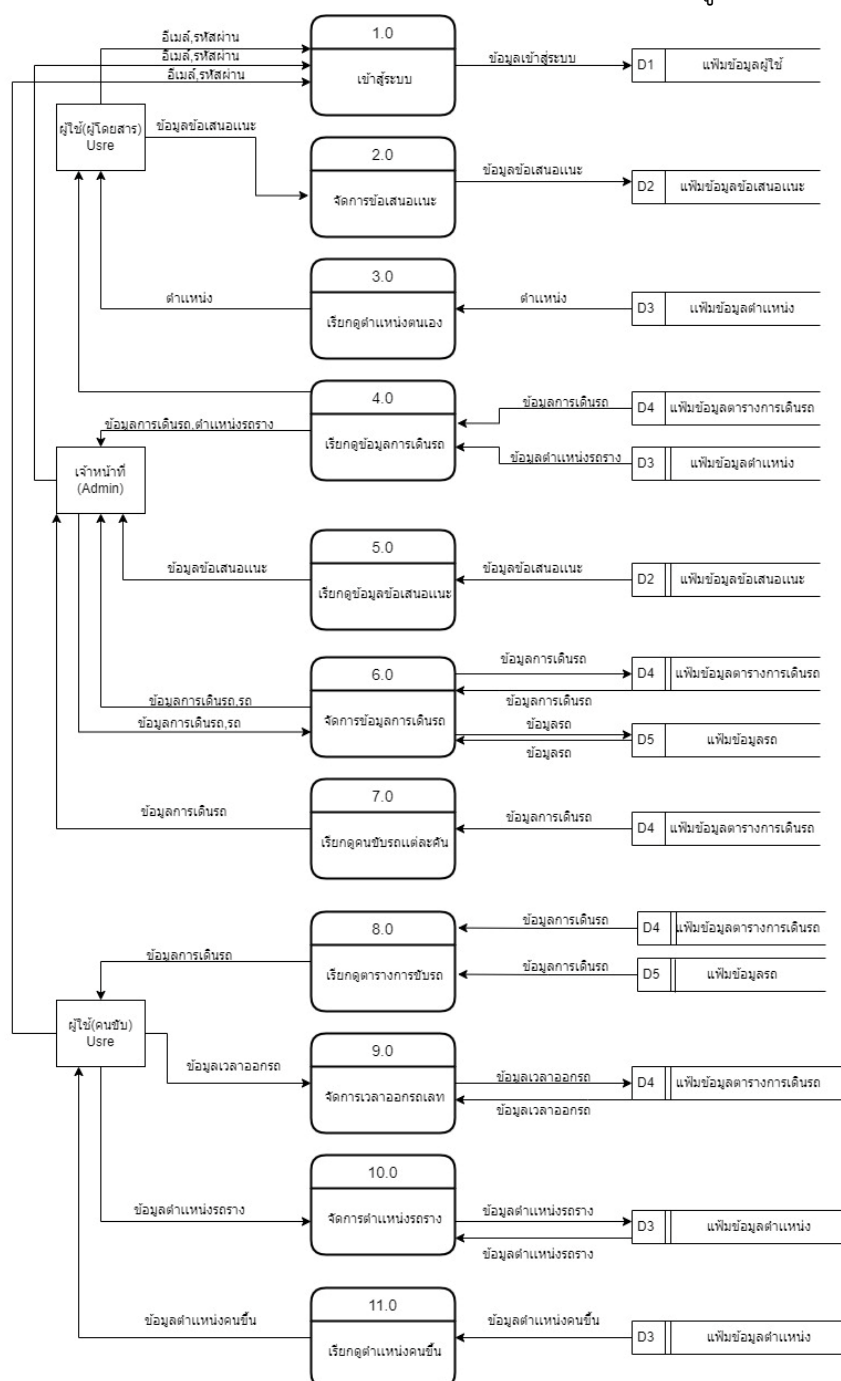 อีเมล์,รหัสผ่าน
อีเมล์,รหัสผ่าน
อีเมล์,รหัสผ่าน
1.0
เข้าสู่ระบบ
ข้อมูลเข้าสู่ระบบ
D1 แฟ้มข้อมูลผู้ใช้
ผู้ใช้(ผู้โดยสาร)
Usre
ข้อมูลข้อเสนอแนะ
2.0
จัดการข้อเสนอแนะ
ข้อมูลข้อเสนอแนะ
D2 แฟ้มข้อมูลข้อเสนอแนะ
ตำแหน่ง
3.0
เรียกดูตำแหน่งตนเอง
ตำแหน่ง
D3 แฟ้มข้อมูลตำแหน่ง
4.0
เรียกดูข้อมูลการเดินรถ
ข้อมูลการเดินรถ
D4 แฟ้มข้อมูลตารางการเดินรถ
ข้อมูลการเดินรถ,ตำแหน่งรถราง
ข้อมูลตำแหน่งรถราง
D3 แฟ้มข้อมูลตำแหน่ง
เจ้าหน้าที่
(Admin)
ข้อมูลข้อเสนอแนะ
5.0
เรียกดูข้อมูลข้อเสนอแนะ
ข้อมูลข้อเสนอแนะ
D2 แฟ้มข้อมูลข้อเสนอแนะ
6.0
จัดการข้อมูลการเดินรถ
ข้อมูลการเดินรถ
D4 แฟ้มข้อมูลตารางการเดินรถ
ข้อมูลการเดินรถ,รถ
ข้อมูลการเดินรถ
ข้อมูลการเดินรถ,รถ
ข้อมูลรถ
D5 แฟ้มข้อมูลรถ
ข้อมูลรถ
7.0
เรียกดูคนขับรถแต่ละคัน
ข้อมูลการเดินรถ
ข้อมูลการเดินรถ
D4 แฟ้มข้อมูลตารางการเดินรถ
8.0
เรียกดูตารางการขับรถ
ข้อมูลการเดินรถ
D4 แฟ้มข้อมูลตารางการเดินรถ
ข้อมูลการเดินรถ
ข้อมูลการเดินรถ
D5 แฟ้มข้อมูลรถ
ผู้ใช้(คนขับ)
Usre
ข้อมูลเวลาออกรถ
9.0
จัดการเวลาออกรถเลท
ข้อมูลเวลาออกรถ
D4 แฟ้มข้อมูลตารางการเดินรถ
ข้อมูลเวลาออกรถ
10.0
จัดการตำแหน่งรถราง
ข้อมูลตำแหน่งรถราง
ข้อมูลตำแหน่งรถราง
D3 แฟ้มข้อมูลตำแหน่ง
ข้อมูลตำแหน่งรถราง
11.0
เรียกดูตำแหน่งคนขึ้น
ข้อมูลตำแหน่งคนขึ้น
ข้อมูลตำแหน่งคนขึ้น
D3 แฟ้มข้อมูลตำแหน่ง